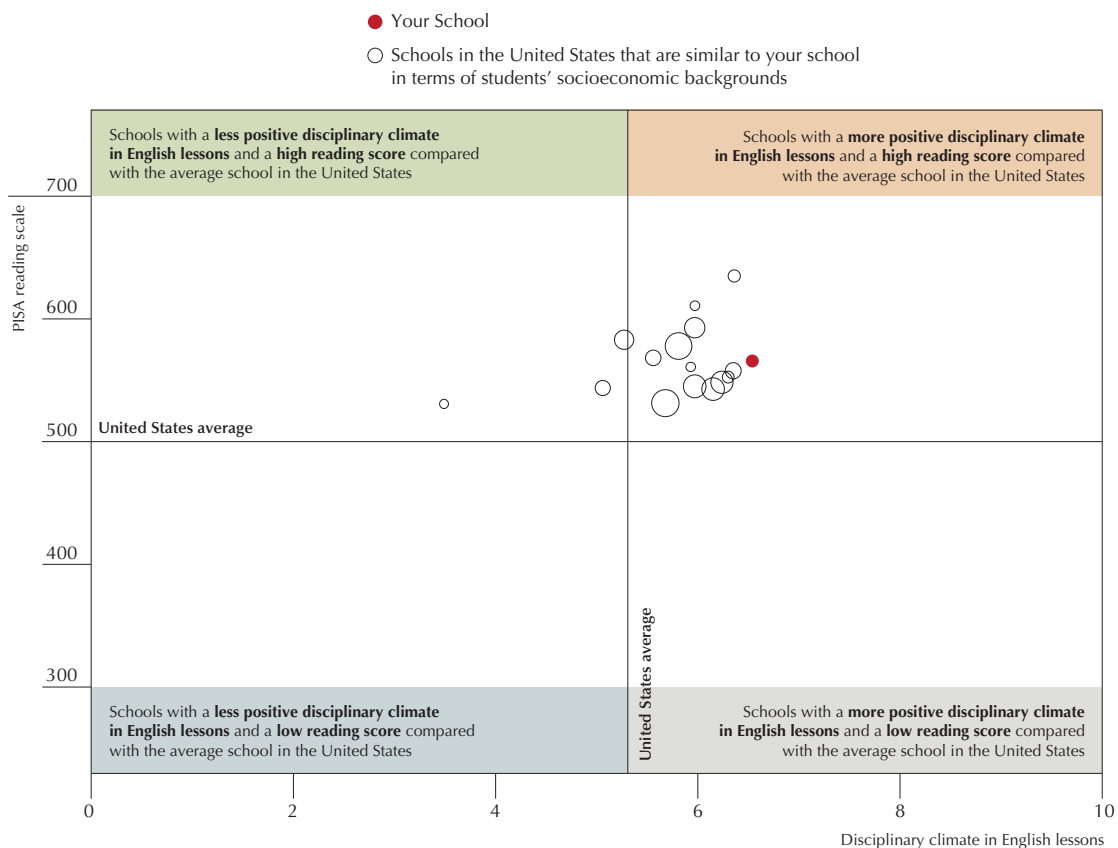 Your School
Schools in the United States that are similar to your school
in terms of students’ socioeconomic backgrounds
Schools with a less positive disciplinary climate
in English lessons and a high reading score compared
with the average school in the United States
Schools with a more positive disciplinary climate
in English lessons and a high reading score compared
with the average school in the United States
PISA reading scale
700
600
500
400
300
United States average
United States average
Schools with a less positive disciplinary climate
in English lessons and a low reading score compared
with the average school in the United States
Schools with a more positive disciplinary climate
in English lessons and a low reading score compared
with the average school in the United States
0
2
4
6
8
10
Disciplinary climate in English lessons